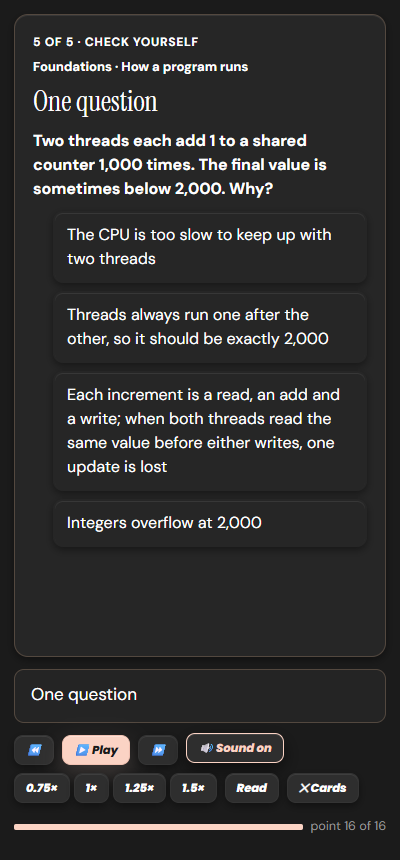 5 OF 5 · CHECK YOURSELF
Foundations · How a program runs
One question
Two threads each add 1 to a shared
counter 1,000 times. The final value is
sometimes below 2,000. Why?
The CPU is too slow to keep up with
two threads
Threads always run one after the
other, so it should be exactly 2,000
Each increment is a read, an add and
a write; when both threads read the
same value before either writes, one
update is lost
Integers overflow at 2,000
One question
⏪ ▶️ Play ⏩ 🔊 Sound on
0.75× 1× 1.25× 1.5× Read ✕Cards
point 16 of 16